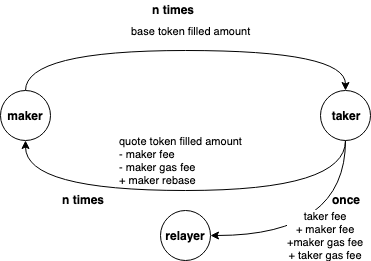 n times
base token filled amount
maker
taker
quote token filled amount
- maker fee
- maker gas fee
+ maker rebase
n times
once
relayer
taker fee
+ maker fee
+maker gas fee
+ taker gas fee